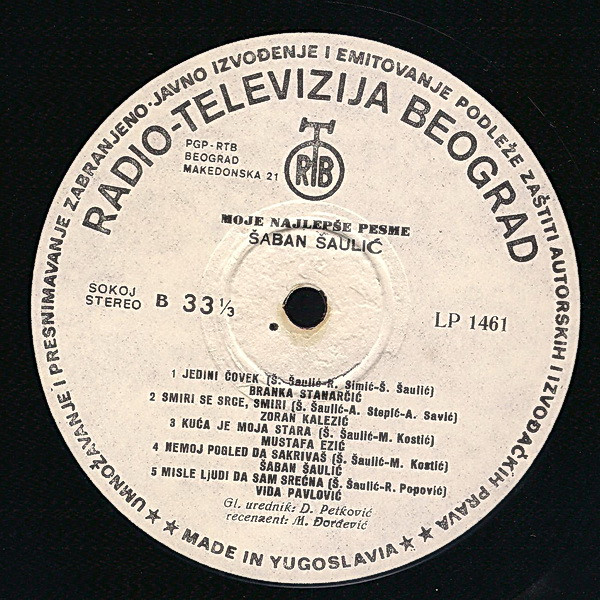 UMNOŽAVANJE I PRESNIMAVANJE ZABRANJENO·JAVNO IZVOĐENJE I EMITOVANJE PODLEŽE ZAŠTITI AUTORSKIH I IZVOĐAČKIH PRAVA
RADIO-TELEVIZIJA BEOGRAD
PGP-RTB
BEOGRAD
MAKEDONSKA 21
RTB
MOJE NAJLEPŠE PESME
ŠABAN ŠAULIĆ
SOKOJ
STEREO B 33 1/3
LP 1461
1 JEDINI ČOVEK (Š. Šaulić-R. Simić-Š. Šaulić)
BRANKA STANARČIĆ
2 SMIRI SE SRCE, SMIRI (Š. Šaulić-A. Stepić-A. Savić)
ZORAN KALEZIĆ
3 KUĆA JE MOJA STARA (Š. Šaulić-M. Kostić)
MUSTAFA EZIĆ
4 NEMOJ POGLED DA SAKRIVAŠ (Š. Šaulić-M. Kostić)
ŠABAN ŠAULIĆ
5 MISLE LjUDI DA SAM SREĆNA (Š. Šaulić-R. Popović)
VIDA PAVLOVIĆ
Gl. urednik: D. Petković
recenzent: M. Đorđević
★★ MADE IN YUGOSLAVIA ★★